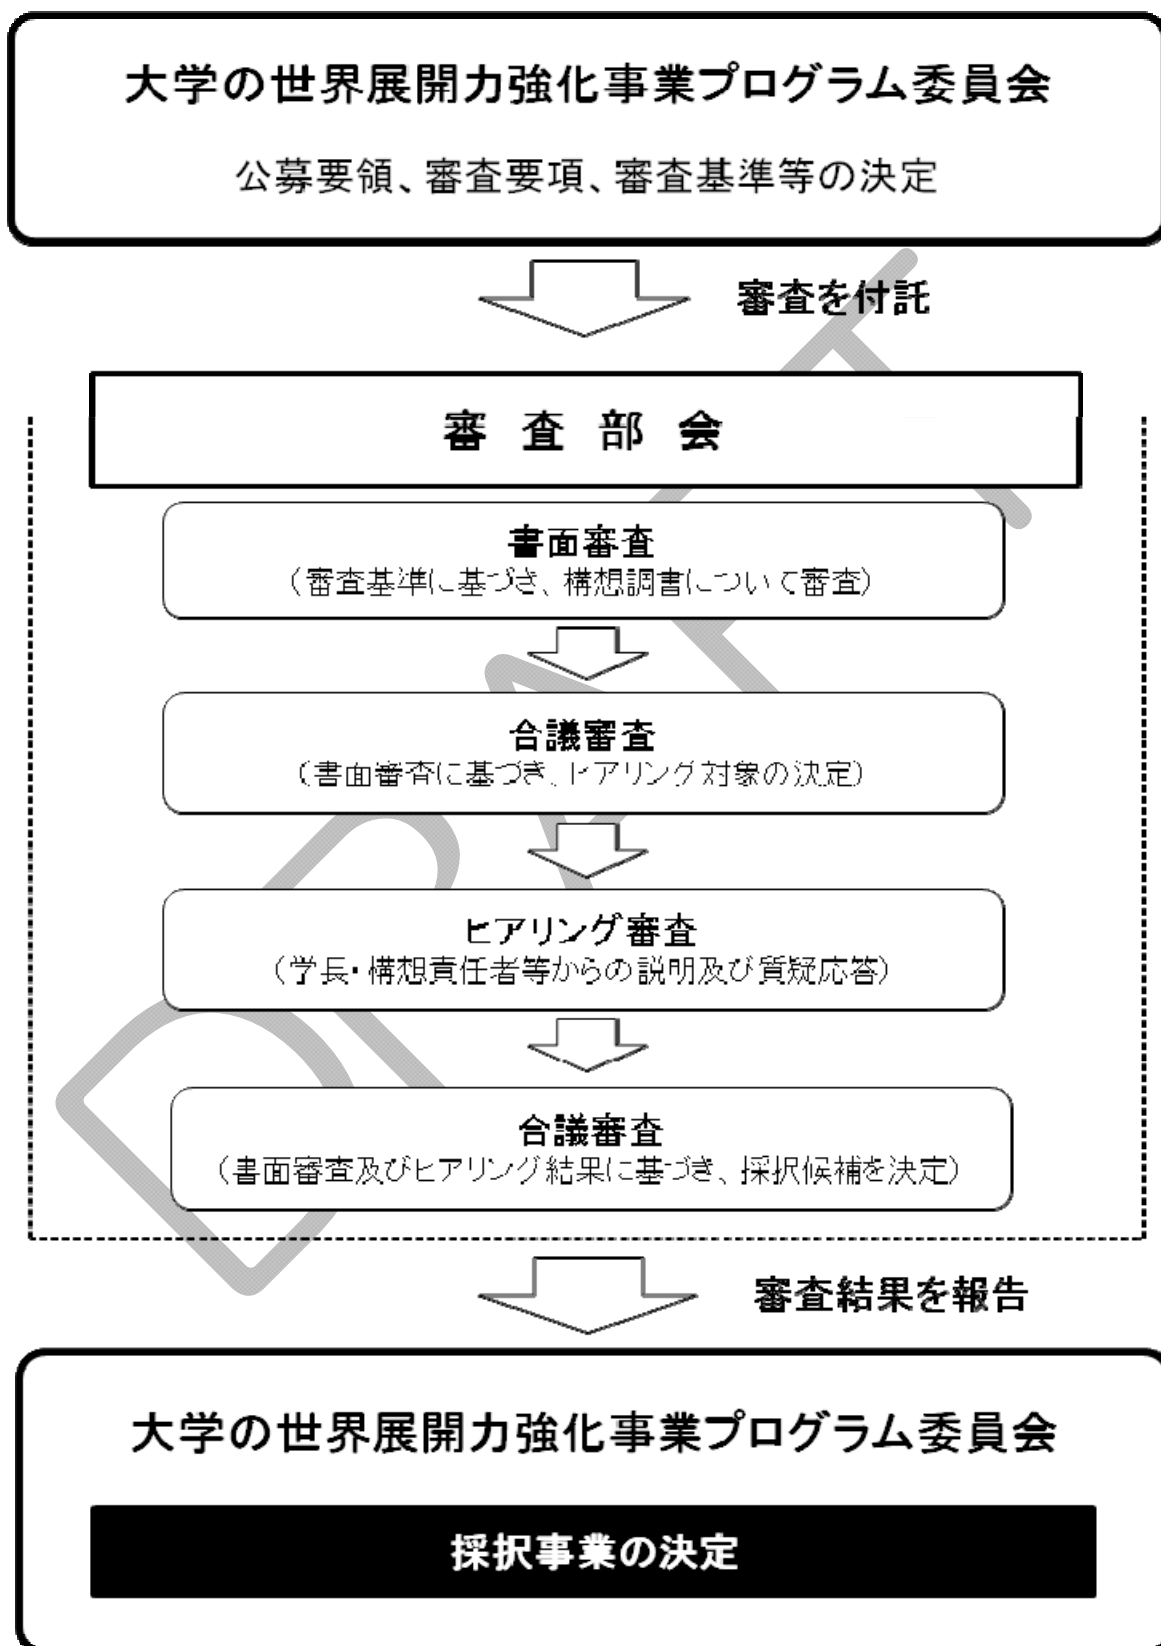 大学の世界展開力強化事業プログラム委員会
公募要領、審査要項、審査基準等の決定
審査を付託
審査部会
書面審査
（審査基準に基づき、構想調書について審査）
合議審査
（書面審査に基づき、ヒアリング対象の決定）
ヒアリング審査
（学長・構想責任者等からの説明及び質疑応答）
合議審査
（書面審査及びヒアリング結果に基づき、採択候補を決定）
審査結果を報告
大学の世界展開力強化事業プログラム委員会
採択事業の決定
DRAFT